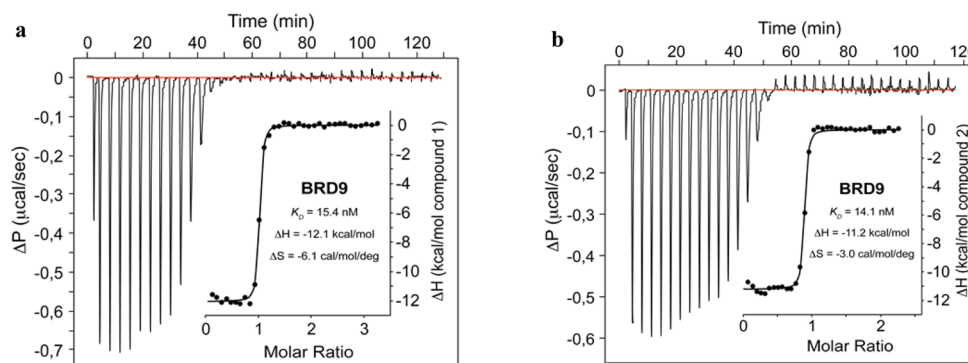 a
Time (min)
0 20 40 60 80 100 120
0
-0,1
-0,2
-0,3
-0,4
-0,5
-0,6
-0,7
ΔP (μcal/sec)
BRD9
K_D = 15.4 nM
ΔH = -12.1 kcal/mol
ΔS = -6.1 cal/mol/deg
0
-2
-4
-6
-8
-10
-12
ΔH (kcal/mol compound 1)
0 1 2 3
Molar Ratio
b
Time (min)
0 20 40 60 80 100 120
0
-0,1
-0,2
-0,3
-0,4
-0,5
-0,6
ΔP (μcal/sec)
BRD9
K_D = 14.1 nM
ΔH = -11.2 kcal/mol
ΔS = -3.0 cal/mol/deg
0
-2
-4
-6
-8
-10
-12
ΔH (kcal/mol compound 2)
0 1 2
Molar Ratio